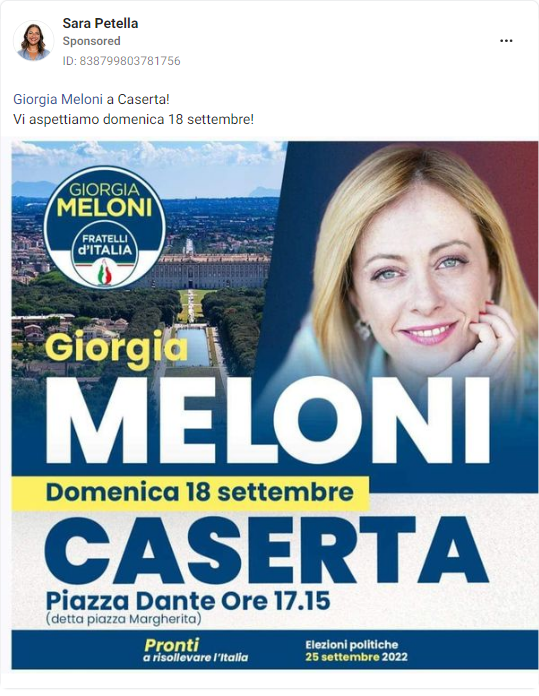 Sara Petella
Sponsored
ID: 838799803781756
Giorgia Meloni a Caserta!
Vi aspettiamo domenica 18 settembre!
GIORGIA
MELONI
FRATELLI
d'ITALIA
Giorgia
MELONI
Domenica 18 settembre
CASERTA
Piazza Dante Ore 17.15
(detta piazza Margherita)
Pronti
a risollevare l'Italia
Elezioni politiche
25 settembre 2022